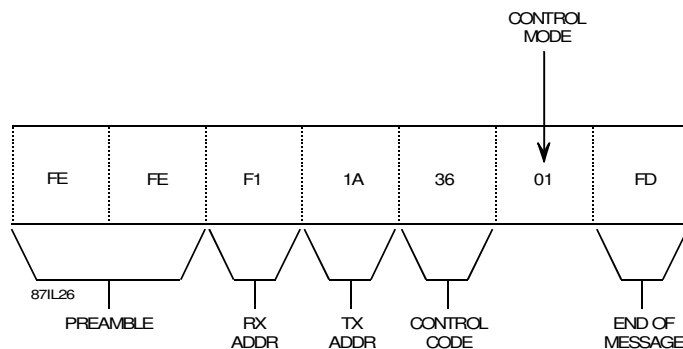 CONTROL
MODE
FE FE F1 1A 36 01 FD
87IL26
PREAMBLE
RX
ADDR
TX
ADDR
CONTROL
CODE
END OF
MESSAGE